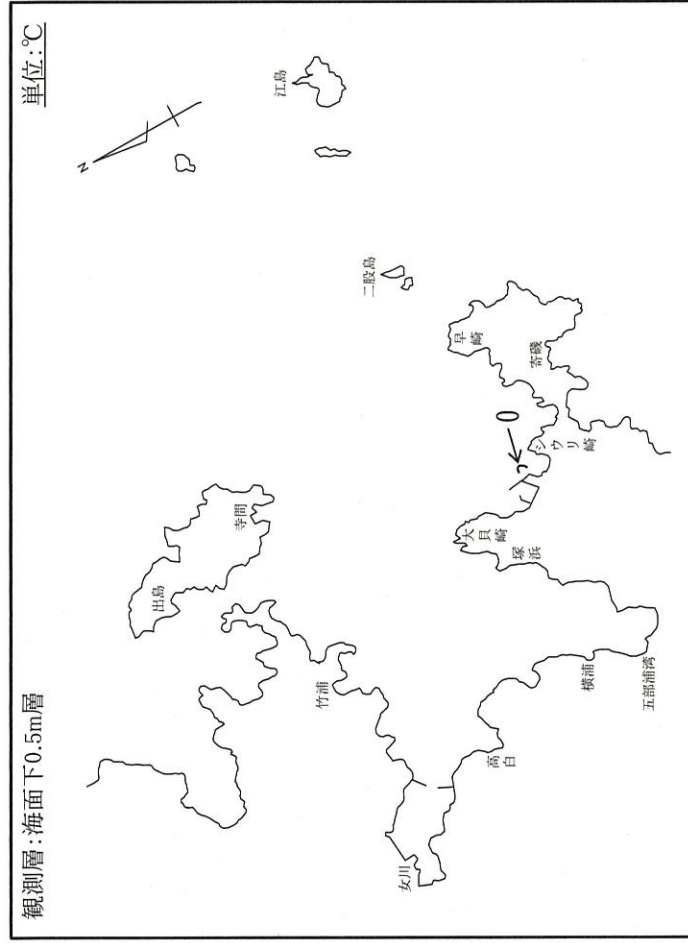 観測層:海面下0.5m層
単位:℃
N
江島
二股島
早崎
寄磯
0
シウリ崎
大貝崎
塚浜
寺間
出島
竹浦
横浦
五部浦湾
高白
女川